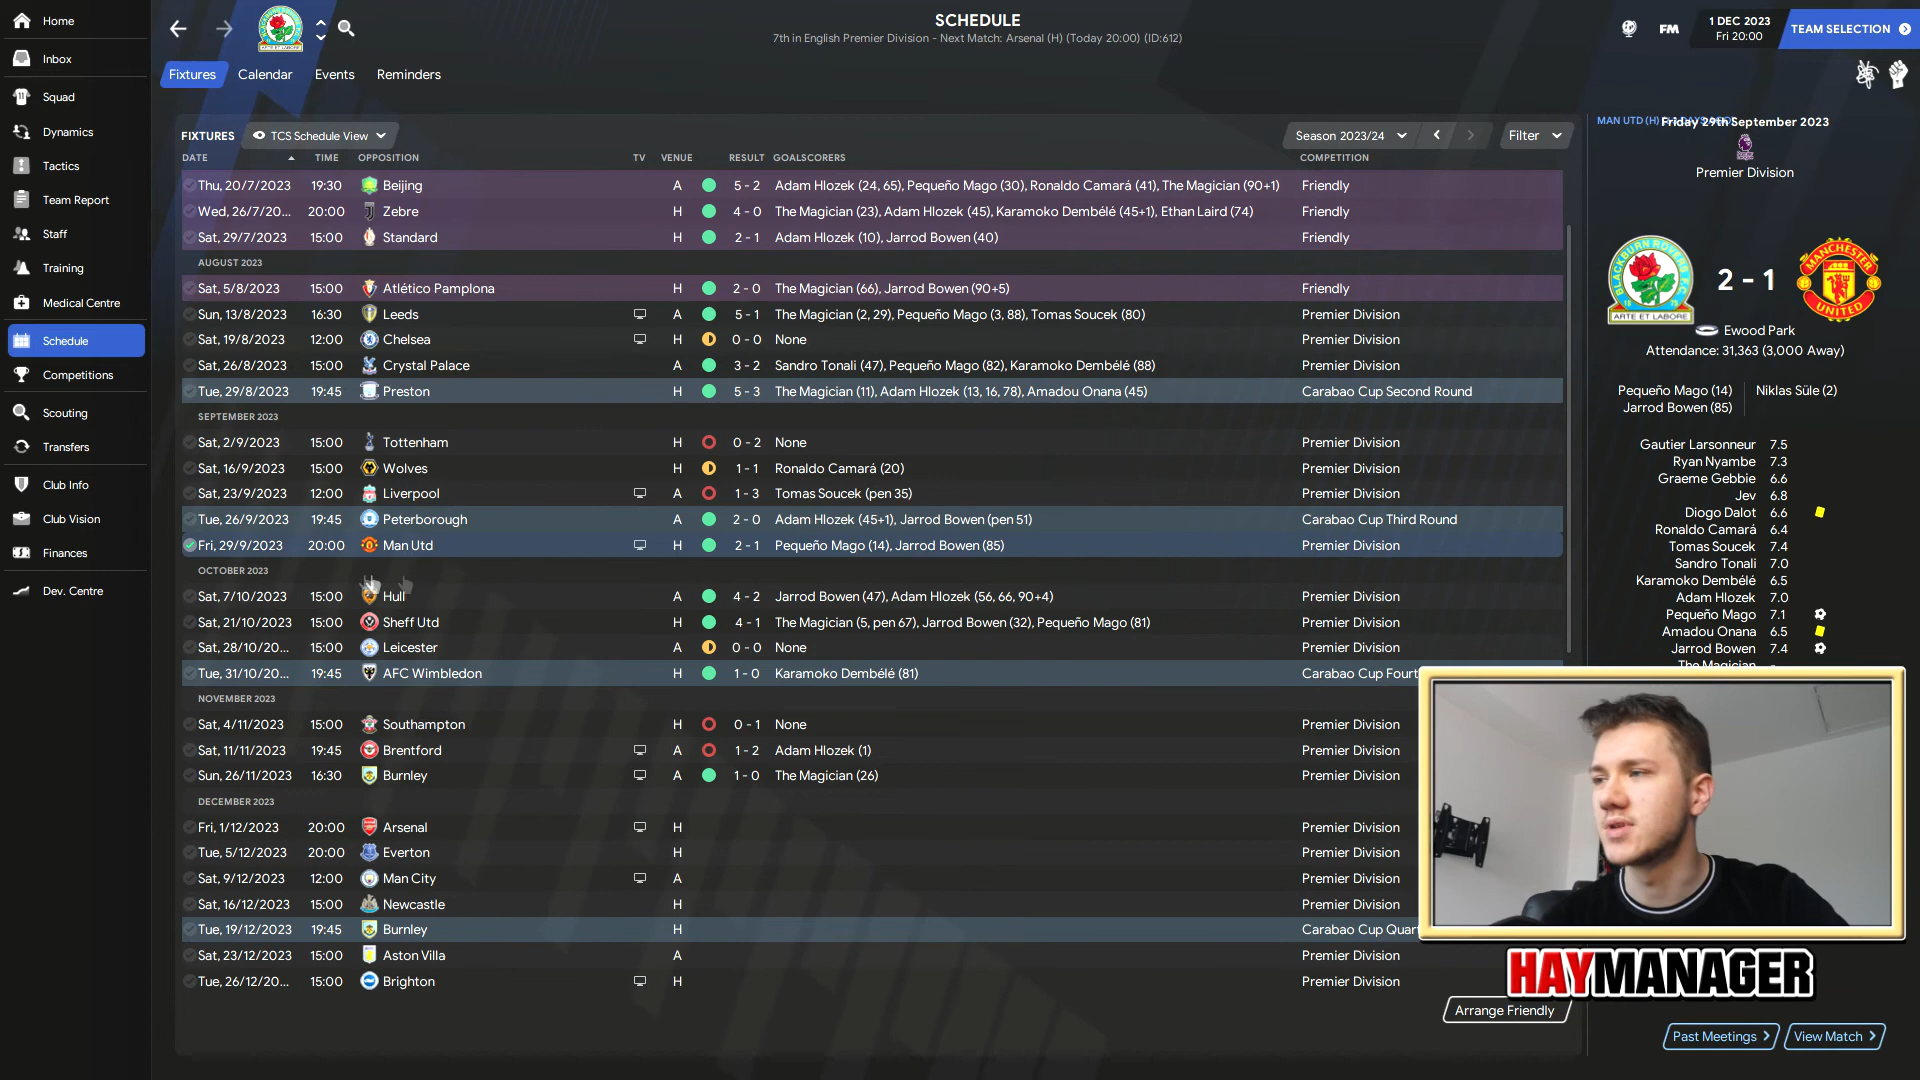 Home
Inbox
Squad
Dynamics
Tactics
Team Report
Staff
Training
Medical Centre
Schedule
Competitions
Scouting
Transfers
Club Info
Club Vision
Finances
Dev. Centre
SCHEDULE
7th in English Premier Division - Next Match: Arsenal (H) (Today 20:00) (ID:612)
FM
1 DEC 2023
Fri 20:00
TEAM SELECTION
Fixtures Calendar Events Reminders
FIXTURES TCS Schedule View Season 2023/24 Filter
DATE TIME OPPOSITION TV VENUE RESULT GOALSCORERS COMPETITION
Thu, 20/7/2023 19:30 Beijing A 5 - 2 Adam Hlozek (24, 65), Pequeño Mago (30), Ronaldo Camará (41), The Magician (90+1) Friendly
Wed, 26/7/20... 20:00 Zebre H 4 - 0 The Magician (23), Adam Hlozek (45), Karamoko Dembélé (45+1), Ethan Laird (74) Friendly
Sat, 29/7/2023 15:00 Standard H 2 - 1 Adam Hlozek (10), Jarrod Bowen (40) Friendly
AUGUST 2023
Sat, 5/8/2023 15:00 Atlético Pamplona H 2 - 0 The Magician (66), Jarrod Bowen (90+5) Friendly
Sun, 13/8/2023 16:30 Leeds A 5 - 1 The Magician (2, 29), Pequeño Mago (3, 88), Tomas Soucek (80) Premier Division
Sat, 19/8/2023 12:00 Chelsea H 0 - 0 None Premier Division
Sat, 26/8/2023 15:00 Crystal Palace A 3 - 2 Sandro Tonali (47), Pequeño Mago (82), Karamoko Dembélé (88) Premier Division
Tue, 29/8/2023 19:45 Preston H 5 - 3 The Magician (11), Adam Hlozek (13, 16, 78), Amadou Onana (45) Carabao Cup Second Round
SEPTEMBER 2023
Sat, 2/9/2023 15:00 Tottenham H 0 - 2 None Premier Division
Sat, 16/9/2023 15:00 Wolves H 1 - 1 Ronaldo Camará (20) Premier Division
Sat, 23/9/2023 12:00 Liverpool A 1 - 3 Tomas Soucek (pen 35) Premier Division
Tue, 26/9/2023 19:45 Peterborough A 2 - 0 Adam Hlozek (45+1), Jarrod Bowen (pen 51) Carabao Cup Third Round
Fri, 29/9/2023 20:00 Man Utd H 2 - 1 Pequeño Mago (14), Jarrod Bowen (85) Premier Division
OCTOBER 2023
Sat, 7/10/2023 15:00 Hull A 4 - 2 Jarrod Bowen (47), Adam Hlozek (56, 66, 90+4) Premier Division
Sat, 21/10/2023 15:00 Sheff Utd H 4 - 1 The Magician (5, pen 67), Jarrod Bowen (32), Pequeño Mago (81) Premier Division
Sat, 28/10/20... 15:00 Leicester A 0 - 0 None Premier Division
Tue, 31/10/20... 19:45 AFC Wimbledon H 1 - 0 Karamoko Dembélé (81) Carabao Cup Fourt
NOVEMBER 2023
Sat, 4/11/2023 15:00 Southampton H 0 - 1 None Premier Division
Sat, 11/11/2023 19:45 Brentford A 1 - 2 Adam Hlozek (1) Premier Division
Sun, 26/11/2023 16:30 Burnley A 1 - 0 The Magician (26) Premier Division
DECEMBER 2023
Fri, 1/12/2023 20:00 Arsenal H Premier Division
Tue, 5/12/2023 20:00 Everton H Premier Division
Sat, 9/12/2023 12:00 Man City A Premier Division
Sat, 16/12/2023 15:00 Newcastle H Premier Division
Tue, 19/12/2023 19:45 Burnley H Carabao Cup Quart
Sat, 23/12/2023 15:00 Aston Villa A Premier Division
Tue, 26/12/20... 15:00 Brighton H Premier Division
Arrange Friendly
MAN UTD (H)
Friday 29th September 2023
Premier Division
BLACKBURN ROVERS F.C.
ARTE ET LABORE
2 - 1
MANCHESTER
UNITED
Ewood Park
Attendance: 31,363 (3,000 Away)
Pequeño Mago (14) Niklas Süle (2)
Jarrod Bowen (85)
Gautier Larsonneur 7.5
Ryan Nyambe 7.3
Graeme Gebbie 6.6
Jev 6.8
Diogo Dalot 6.6
Ronaldo Camará 6.4
Tomas Soucek 7.4
Sandro Tonali 7.0
Karamoko Dembélé 6.5
Adam Hlozek 7.0
Pequeño Mago 7.1
Amadou Onana 6.5
Jarrod Bowen 7.4
The Magician -
HAYMANAGER
Past Meetings View Match